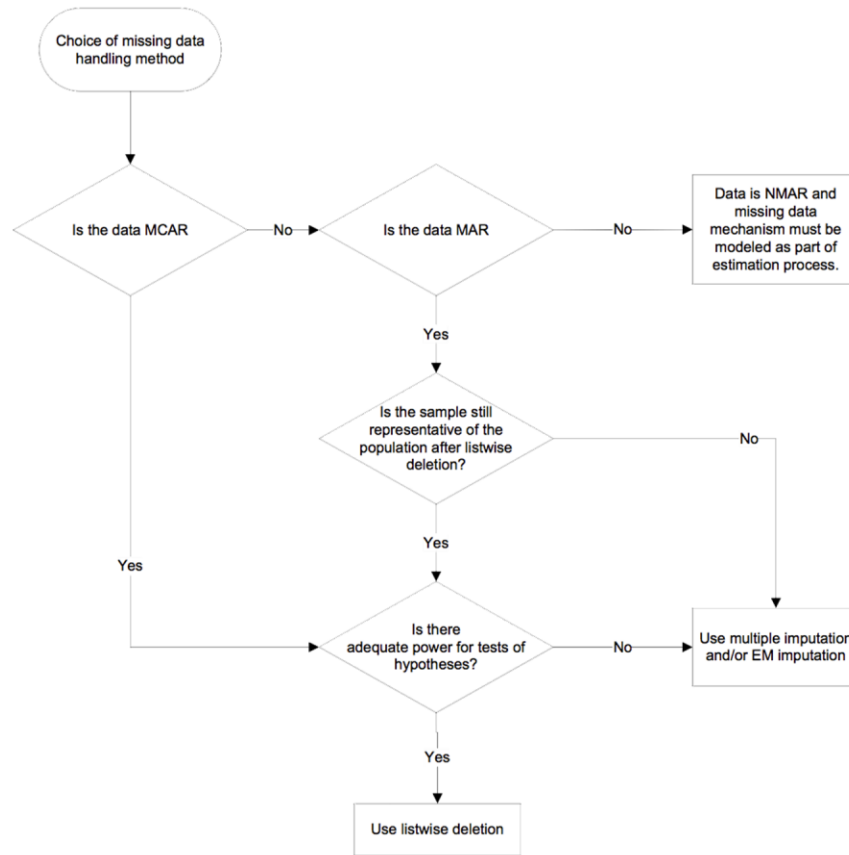 Choice of missing data
handling method
Is the data MCAR
No
Is the data MAR
No
Data is NMAR and
missing data
mechanism must be
modeled as part of
estimation process.
Yes
Is the sample still
representative of the
population after listwise
deletion?
No
Yes
Yes
Is there
adequate power for tests of
hypotheses?
No
Use multiple imputation
and/or EM imputation
Yes
Use listwise deletion